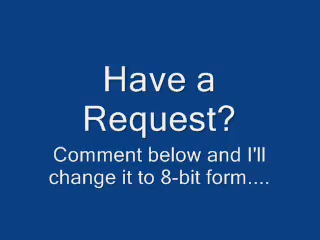 Have a
Request?
Comment below and I'll
change it to 8-bit form....